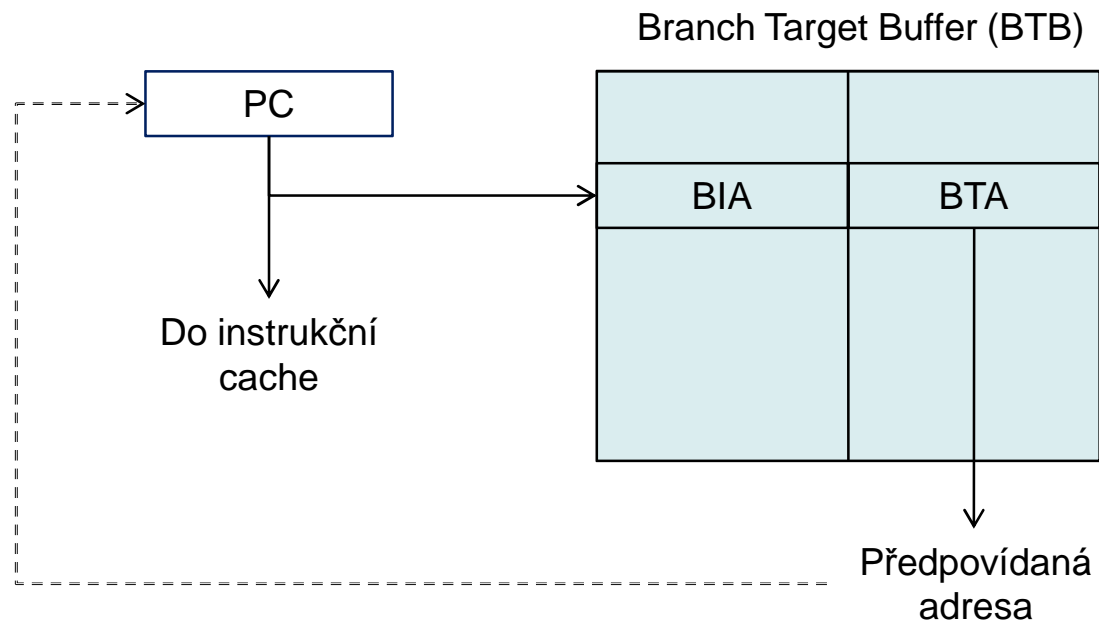 Branch Target Buffer (BTB)
PC
BIA
BTA
Do instrukční
cache
Předpovídaná
adresa